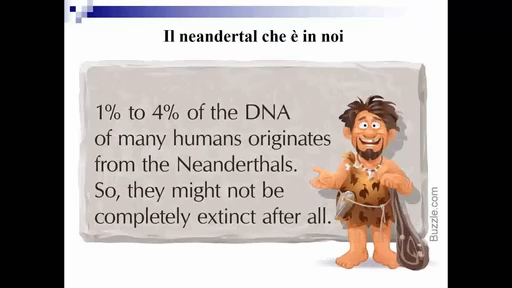 Il neandertal che è in noi
1% to 4% of the DNA
of many humans originates
from the Neanderthals.
So, they might not be
completely extinct after all.
Buzzle.com